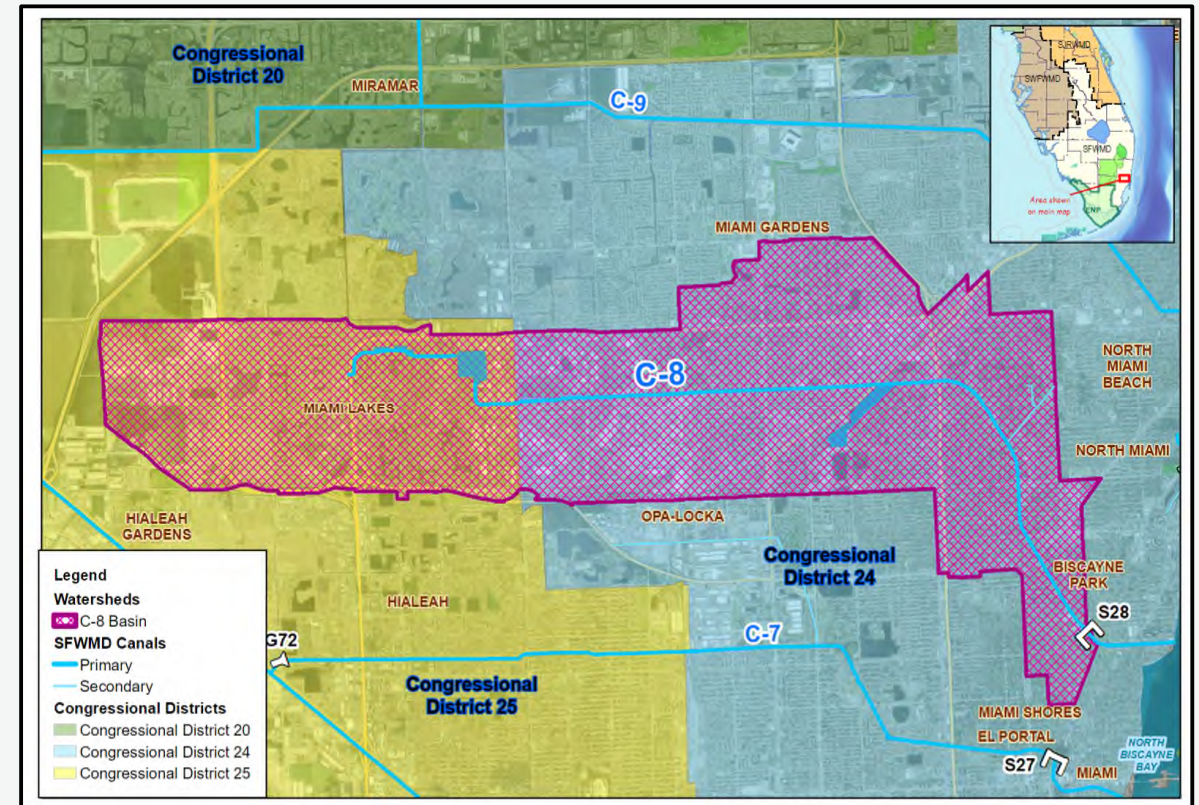 Congressional
District 20
MIRAMAR
C-9
SJRWMD
SWFWMD
SFWMD
Area shown
on main map
ENP
MIAMI GARDENS
C-8
MIAMI LAKES
NORTH
MIAMI
BEACH
NORTH MIAMI
HIALEAH
GARDENS
OPA-LOCKA
Congressional
District 24
BISCAYNE
PARK
HIALEAH
S28
C-7
G72
Congressional
District 25
MIAMI SHORES
EL PORTAL
S27
MIAMI
NORTH
BISCAYNE
BAY
Legend
Watersheds
C-8 Basin
SFWMD Canals
Primary
Secondary
Congressional Districts
Congressional District 20
Congressional District 24
Congressional District 25